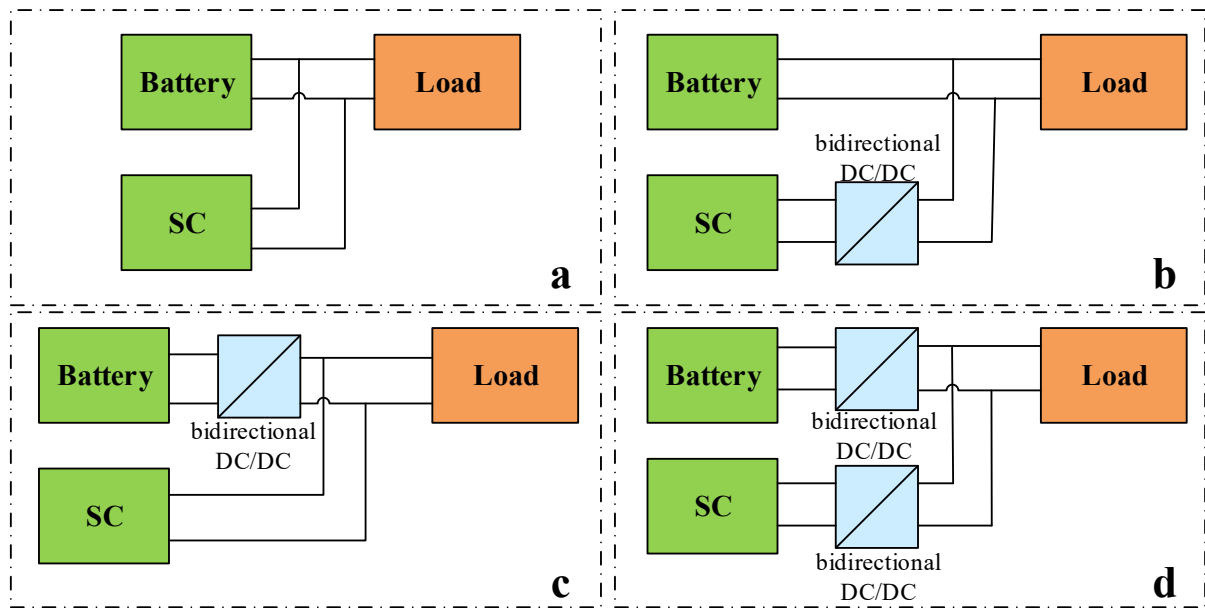 Battery
Load
SC
a
Battery
Load
bidirectional
DC/DC
SC
b
Battery
Load
bidirectional
DC/DC
SC
c
Battery
Load
bidirectional
DC/DC
SC
bidirectional
DC/DC
d